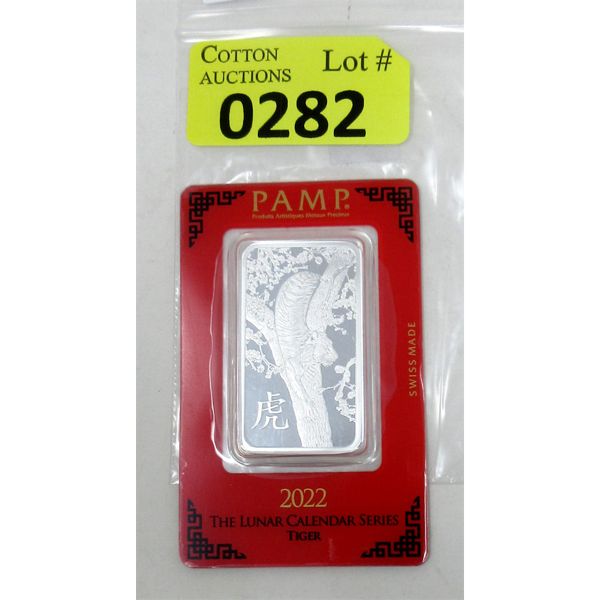 COTTON
AUCTIONS
Lot #
0282
PAMP.
Produits Artistiques Métaux Précieux
SWISS MADE
虎
2022
THE LUNAR CALENDAR SERIES
TIGER